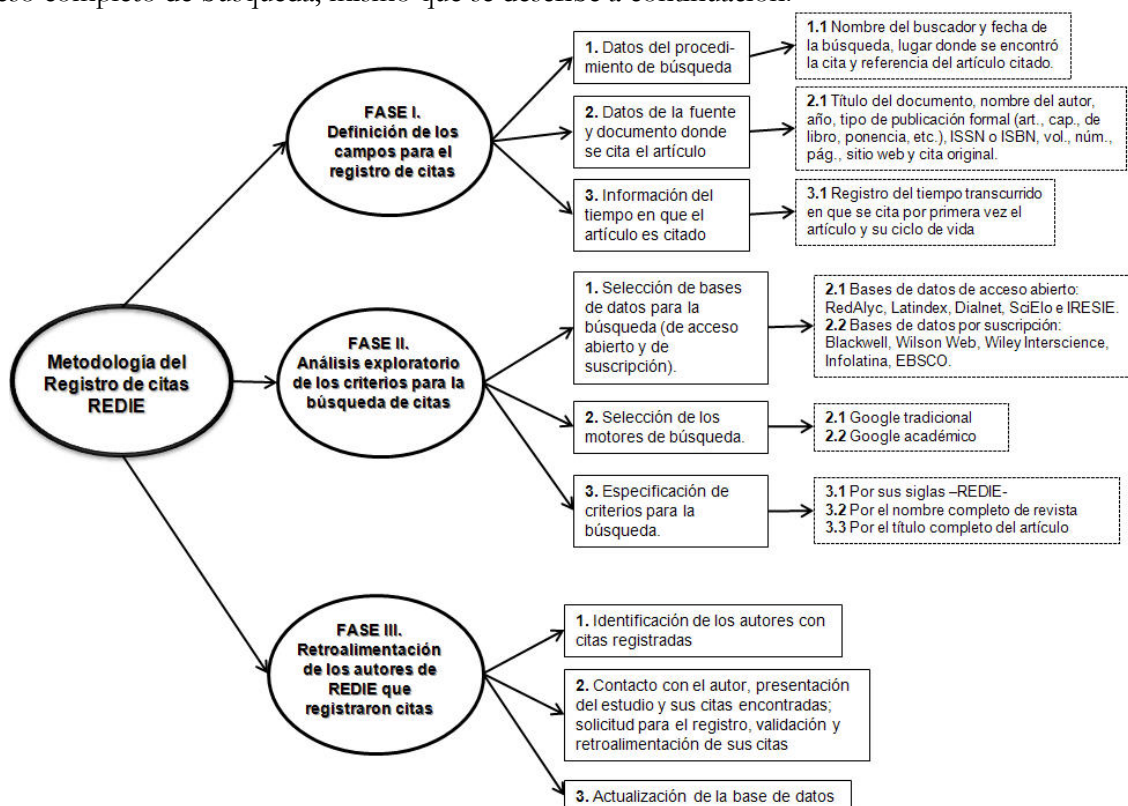 eso completo de búsqueda, mismo que se describe a continuación.
Metodología del
Registro de citas
REDIE
FASE I.
Definición de los
campos para el
registro de citas
1. Datos del procedi-
miento de búsqueda
1.1 Nombre del buscador y fecha de
la búsqueda, lugar donde se encontró
la cita y referencia del artículo citado.
2. Datos de la fuente
y documento donde
se cita el artículo
2.1 Título del documento, nombre del autor,
año, tipo de publicación formal (art., cap., de
libro, ponencia, etc.), ISSN o ISBN, vol., núm.,
pág., sitio web y cita original.
3. Información del
tiempo en que el
artículo es citado
3.1 Registro del tiempo transcurrido
en que se cita por primera vez el
artículo y su ciclo de vida
FASE II.
Análisis exploratorio
de los criterios para la
búsqueda de citas
1. Selección de bases
de datos para la
búsqueda (de acceso
abierto y de
suscripción).
2.1 Bases de datos de acceso abierto:
RedAlyc, Latindex, Dialnet, SciElo e IRESIE.
2.2 Bases de datos por suscripción:
Blackwell, Wilson Web, Wiley Interscience,
Infolatina, EBSCO.
2. Selección de los
motores de búsqueda.
2.1 Google tradicional
2.2 Google académico
3. Especificación de
criterios para la
búsqueda.
3.1 Por sus siglas –REDIE-
3.2 Por el nombre completo de revista
3.3 Por el título completo del artículo
FASE III.
Retroalimentación
de los autores de
REDIE que
registraron citas
1. Identificación de los autores con
citas registradas
2. Contacto con el autor, presentación
del estudio y sus citas encontradas;
solicitud para el registro, validación y
retroalimentación de sus citas
3. Actualización de la base de datos